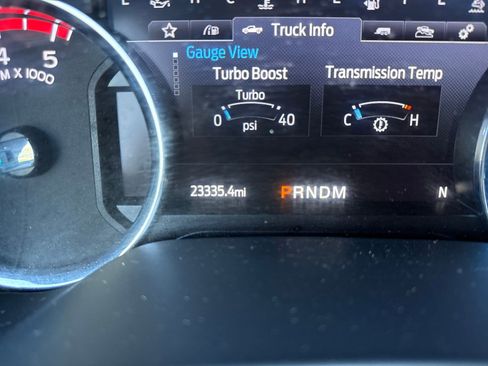 E F
Truck Info
Gauge View
Turbo Boost Transmission Temp
4 5
M X 1000
Turbo
0 40
psi
C H
23335.4mi PRNDM N